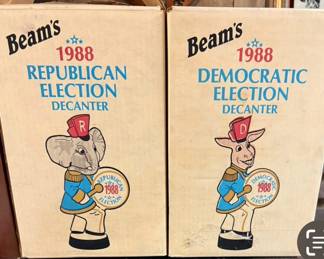 Beam's
1988
REPUBLICAN
ELECTION
DECANTER
R
REPUBLICAN
1988
ELECTION
Beam's
1988
DEMOCRATIC
ELECTION
DECANTER
D
DEMOCRATIC
1988
ELECTION